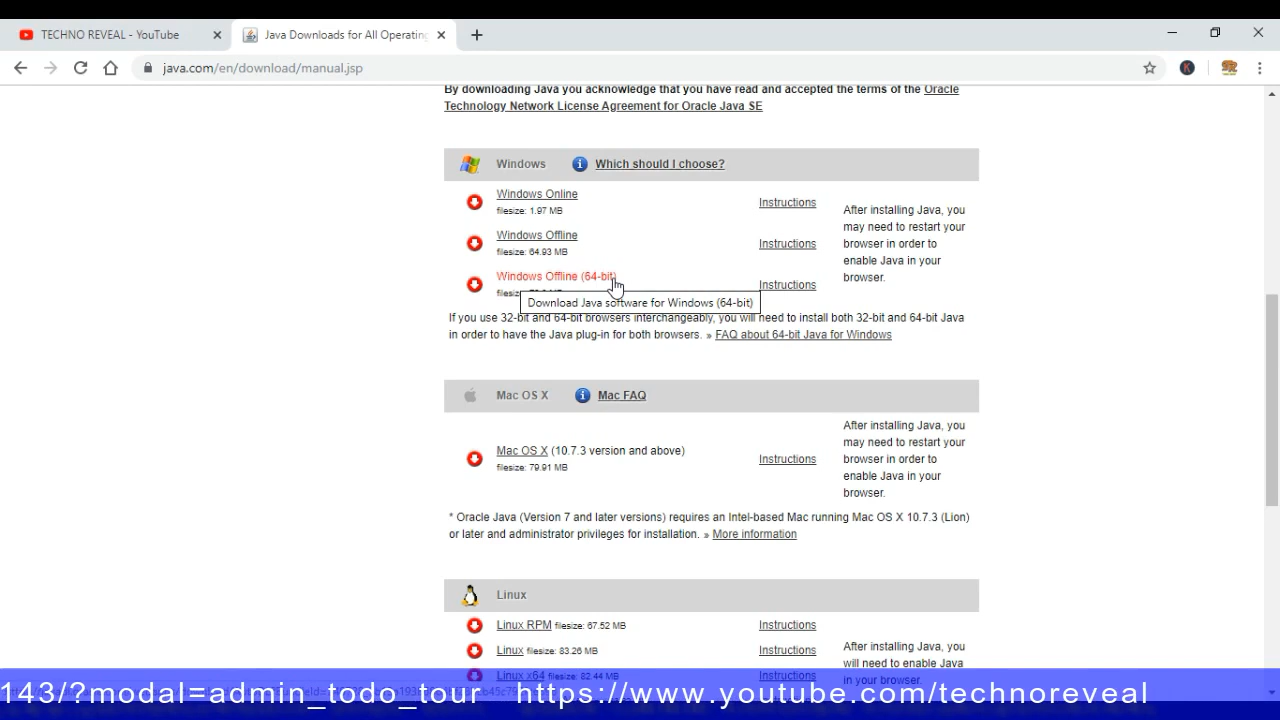 TECHNO REVEAL - YouTube
Java Downloads for All Operating
java.com/en/download/manual.jsp
K
By downloading Java you acknowledge that you have read and accepted the terms of the Oracle
Technology Network License Agreement for Oracle Java SE
Windows
Which should I choose?
Windows Online
filesize: 1.97 MB
Instructions
Windows Offline
filesize: 64.93 MB
Instructions
Windows Offline (64-bit)
Instructions
Download Java software for Windows (64-bit)
After installing Java, you
may need to restart your
browser in order to
enable Java in your
browser.
If you use 32-bit and 64-bit browsers interchangeably, you will need to install both 32-bit and 64-bit Java
in order to have the Java plug-in for both browsers. » FAQ about 64-bit Java for Windows
Mac OS X
Mac FAQ
Mac OS X (10.7.3 version and above)
filesize: 79.91 MB
Instructions
After installing Java, you
may need to restart your
browser in order to
enable Java in your
browser.
* Oracle Java (Version 7 and later versions) requires an Intel-based Mac running Mac OS X 10.7.3 (Lion)
or later and administrator privileges for installation. » More information
Linux
Linux RPM filesize: 67.52 MB
Instructions
Linux filesize: 83.26 MB
Instructions
Linux x64 filesize: 82.44 MB
Instructions
After installing Java, you
will need to enable Java
in your browser.
143/?modal=admin_todo_tour https://www.youtube.com/technoreveal